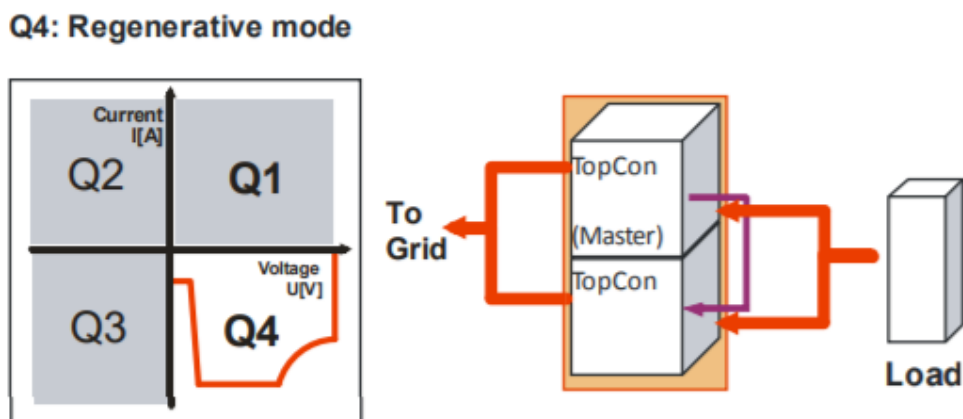 Q4: Regenerative mode
Current
I[A]
Q2
Q1
Voltage
U[V]
Q3
Q4
To
Grid
TopCon
(Master)
TopCon
Load